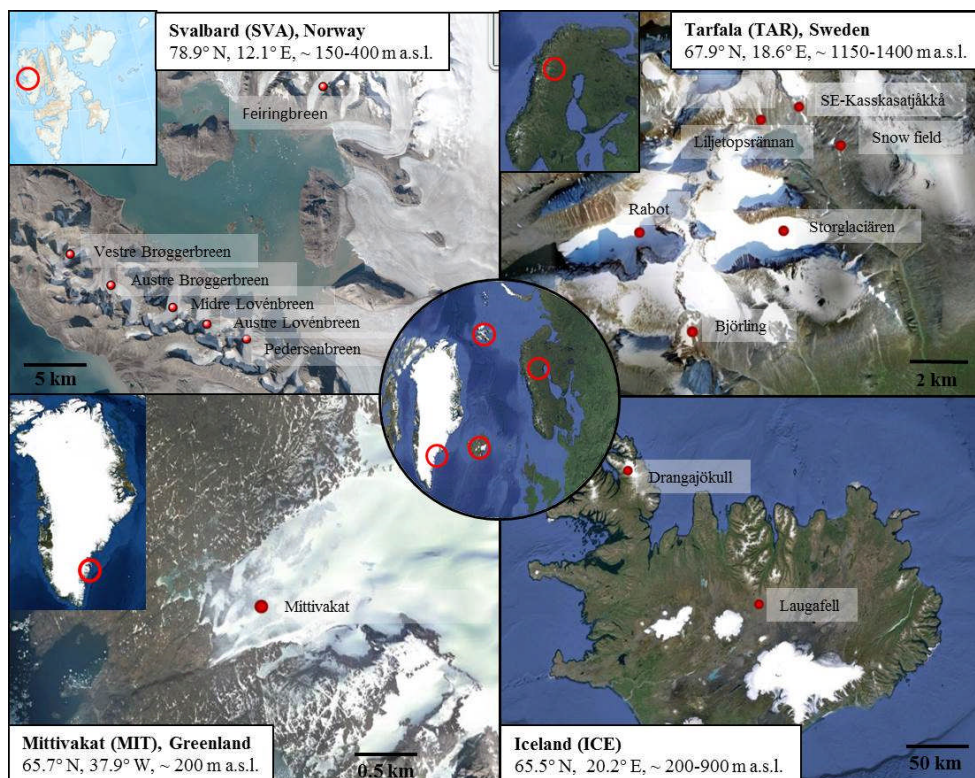 Svalbard (SVA), Norway
78.9° N, 12.1° E, ~ 150-400 m a.s.l.
Feiringbreen
Vestre Brøggerbreen
Austre Brøggerbreen
Midre Lovénbreen
Austre Lovénbreen
Pedersenbreen
5 km
Tarfala (TAR), Sweden
67.9° N, 18.6° E, ~ 1150-1400 m a.s.l.
SE-Kasskasatjåkkå
Liljetopsrännan
Snow field
Rabot
Storglaciären
Björling
2 km
Mittivakat
Mittivakat (MIT), Greenland
65.7° N, 37.9° W, ~ 200 m a.s.l.
0.5 km
Drangajökull
Laugafell
Iceland (ICE)
65.5° N, 20.2° E, ~ 200-900 m a.s.l.
50 km